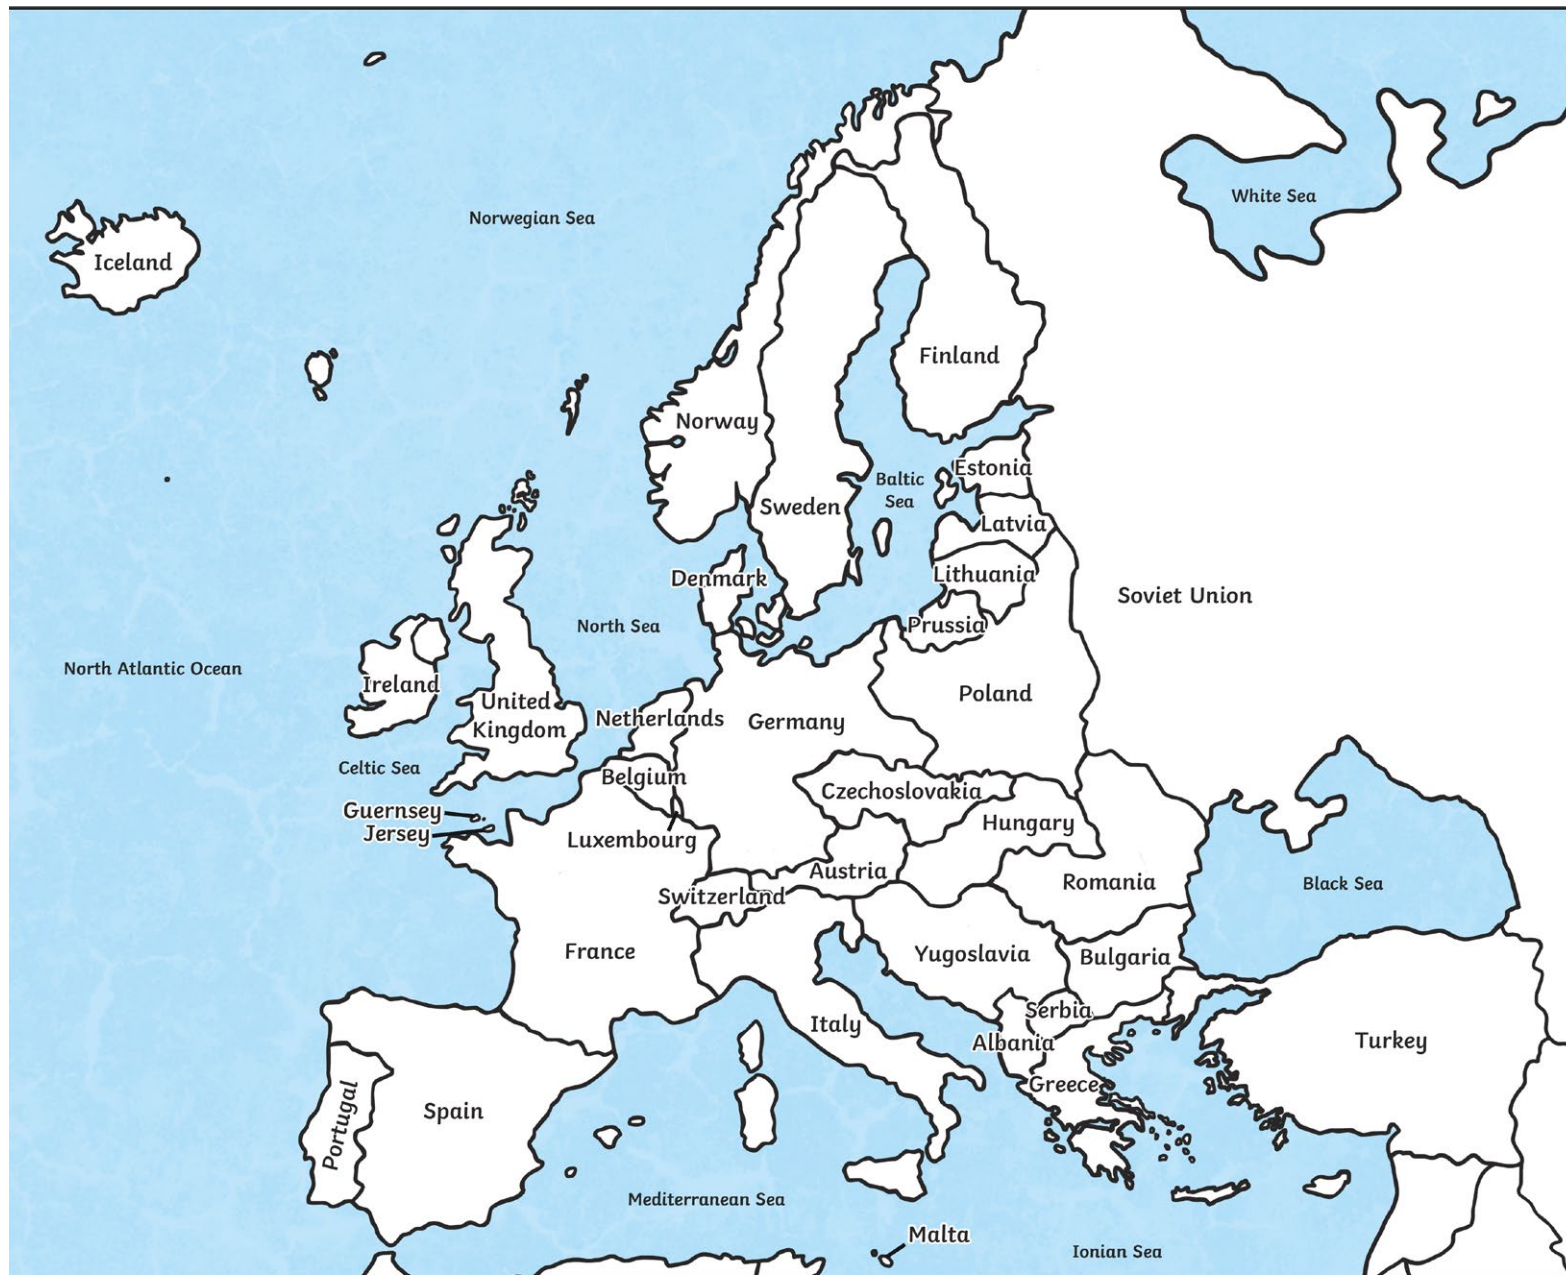 Norwegian Sea
White Sea
Iceland
Finland
Norway
Estonia
Baltic
Sea
Sweden
Latvia
Lithuania
Denmark
Soviet Union
North Sea
Prussia
North Atlantic Ocean
Ireland
Poland
United
Kingdom
Netherlands
Germany
Celtic Sea
Belgium
Czechoslovakia
Guernsey
Jersey
Hungary
Luxembourg
Austria
Romania
Black Sea
Switzerland
France
Yugoslavia
Bulgaria
Serbia
Italy
Albania
Turkey
Greece
Spain
Portugal
Mediterranean Sea
Malta
Ionian Sea